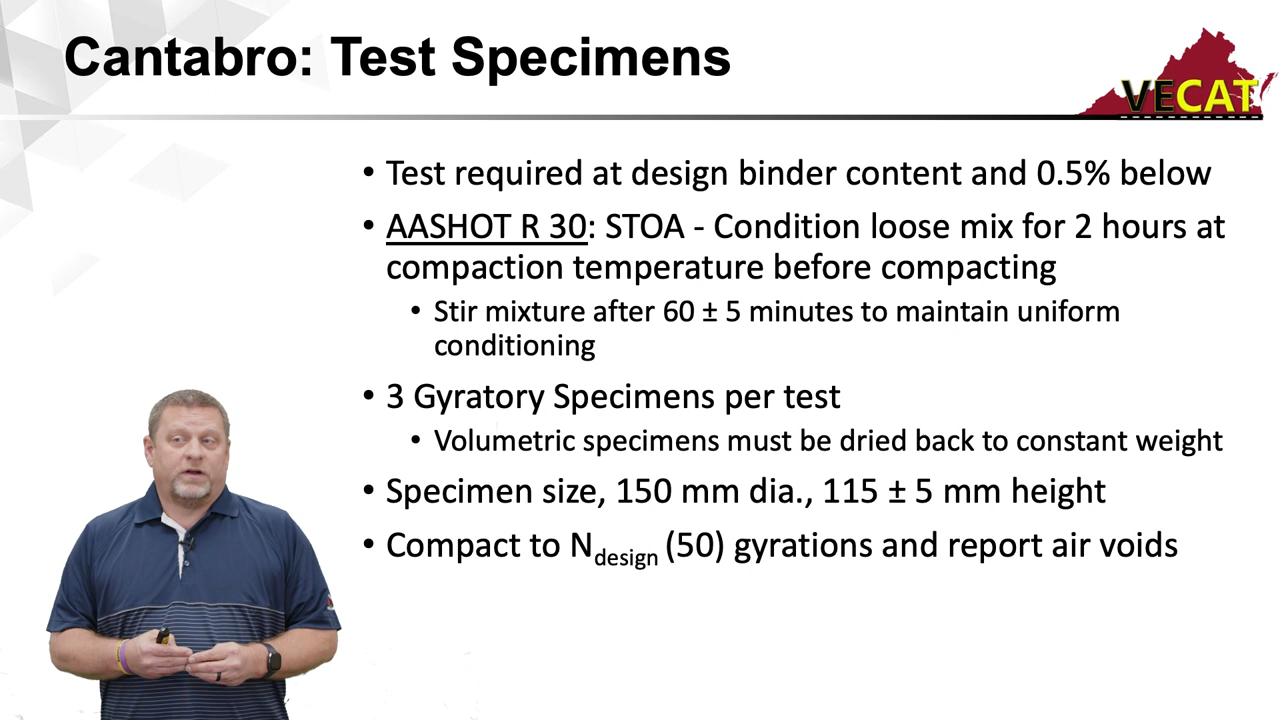 Cantabro: Test Specimens
VECAT
• Test required at design binder content and 0.5% below
• AASHOT R 30: STOA - Condition loose mix for 2 hours at
compaction temperature before compacting
• Stir mixture after 60 ± 5 minutes to maintain uniform
conditioning
• 3 Gyratory Specimens per test
• Volumetric specimens must be dried back to constant weight
• Specimen size, 150 mm dia., 115 ± 5 mm height
• Compact to Ndesign (50) gyrations and report air voids